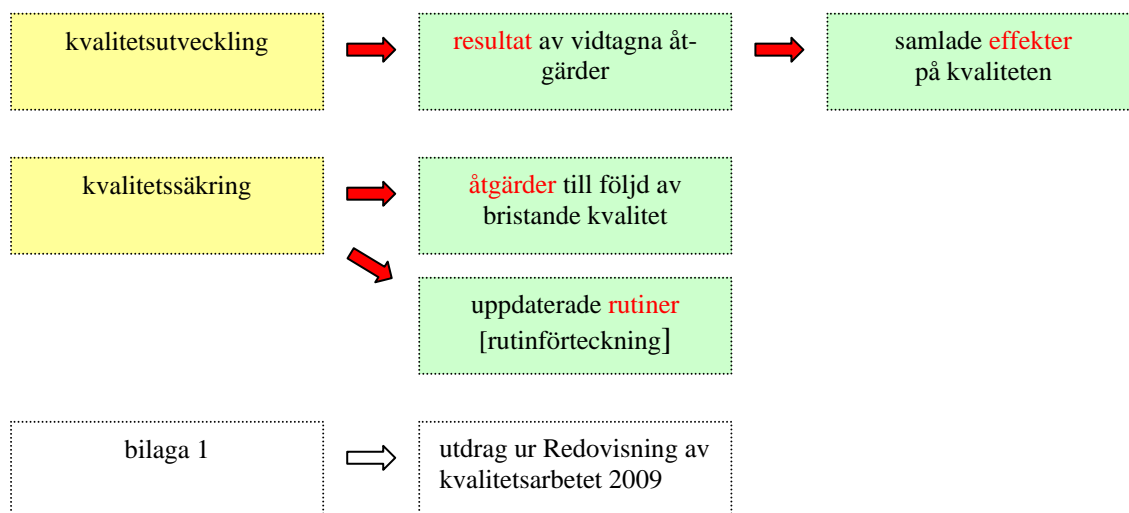 kvalitetsutveckling
resultat av vidtagna åt-
gärder
samlade effekter
på kvaliteten
kvalitetssäkring
åtgärder till följd av
bristande kvalitet
uppdaterade rutiner
[rutinförteckning]
bilaga 1
utdrag ur Redovisning av
kvalitetsarbetet 2009